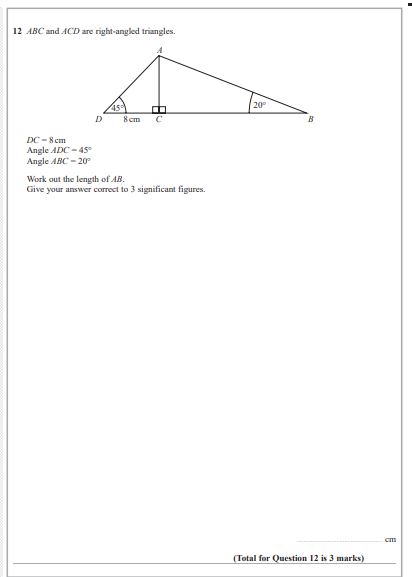 12 ABC and ACD are right-angled triangles.
A
45°
20°
D
8 cm
C
B
DC = 8 cm
Angle ADC = 45°
Angle ABC = 20°
Work out the length of AB.
Give your answer correct to 3 significant figures.
cm
(Total for Question 12 is 3 marks)